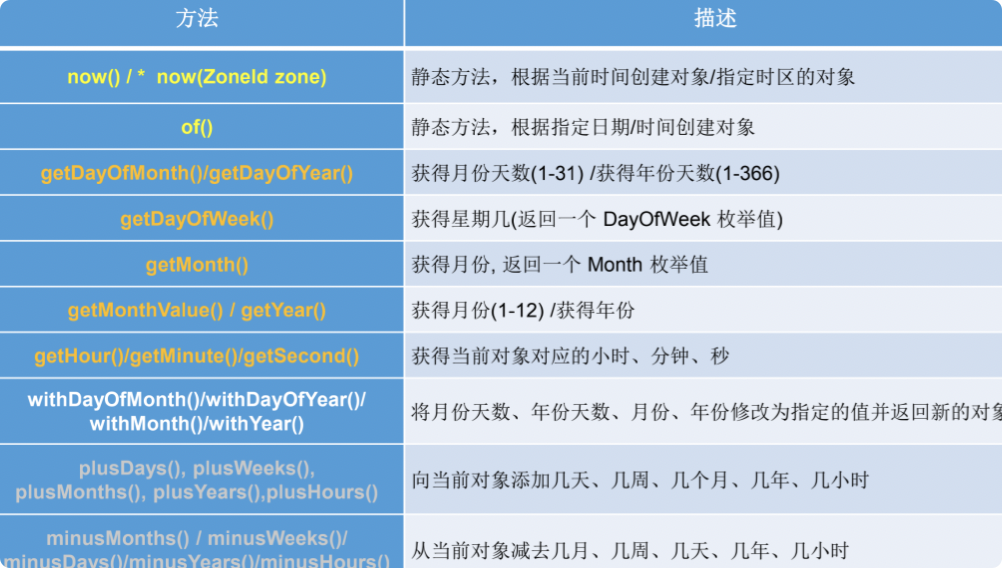 方法 描述
now() / * now(ZoneId zone) 静态方法，根据当前时间创建对象/指定时区的对象
of() 静态方法，根据指定日期/时间创建对象
getDayOfMonth()/getDayOfYear() 获得月份天数(1-31) /获得年份天数(1-366)
getDayOfWeek() 获得星期几(返回一个 DayOfWeek 枚举值)
getMonth() 获得月份, 返回一个 Month 枚举值
getMonthValue() / getYear() 获得月份(1-12) /获得年份
getHour()/getMinute()/getSecond() 获得当前对象对应的小时、分钟、秒
withDayOfMonth()/withDayOfYear()/
withMonth()/withYear() 将月份天数、年份天数、月份、年份修改为指定的值并返回新的对象
plusDays(), plusWeeks(),
plusMonths(), plusYears(),plusHours() 向当前对象添加几天、几周、几个月、几年、几小时
minusMonths() / minusWeeks()/
minusDays()/minusYears()/minusHours() 从当前对象减去几月、几周、几天、几年、几小时